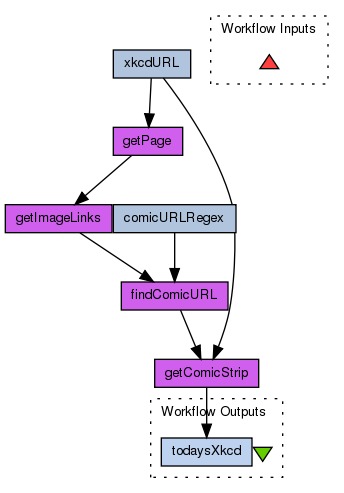 Workflow Inputs
xkcdURL
getPage
getImageLinks
comicURLRegex
findComicURL
getComicStrip
Workflow Outputs
todaysXkcd